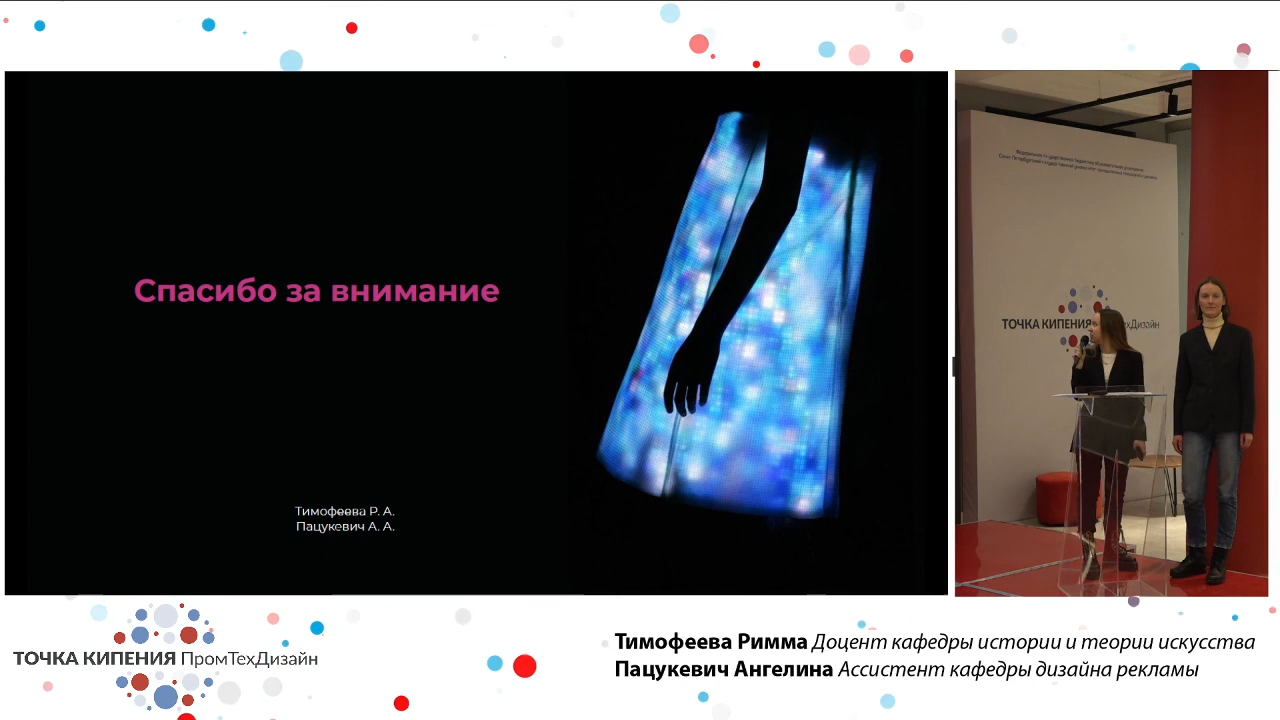 Спасибо за внимание
Тимофеева Р. А.
Пацукевич А. А.
ТОЧКА КИПЕНИЯ ТехДизайн
ТОЧКА КИПЕНИЯ ПромТехДизайн
Тимофеева Римма Доцент кафедры истории и теории искусства
Пацукевич Ангелина Ассистент кафедры дизайна рекламы